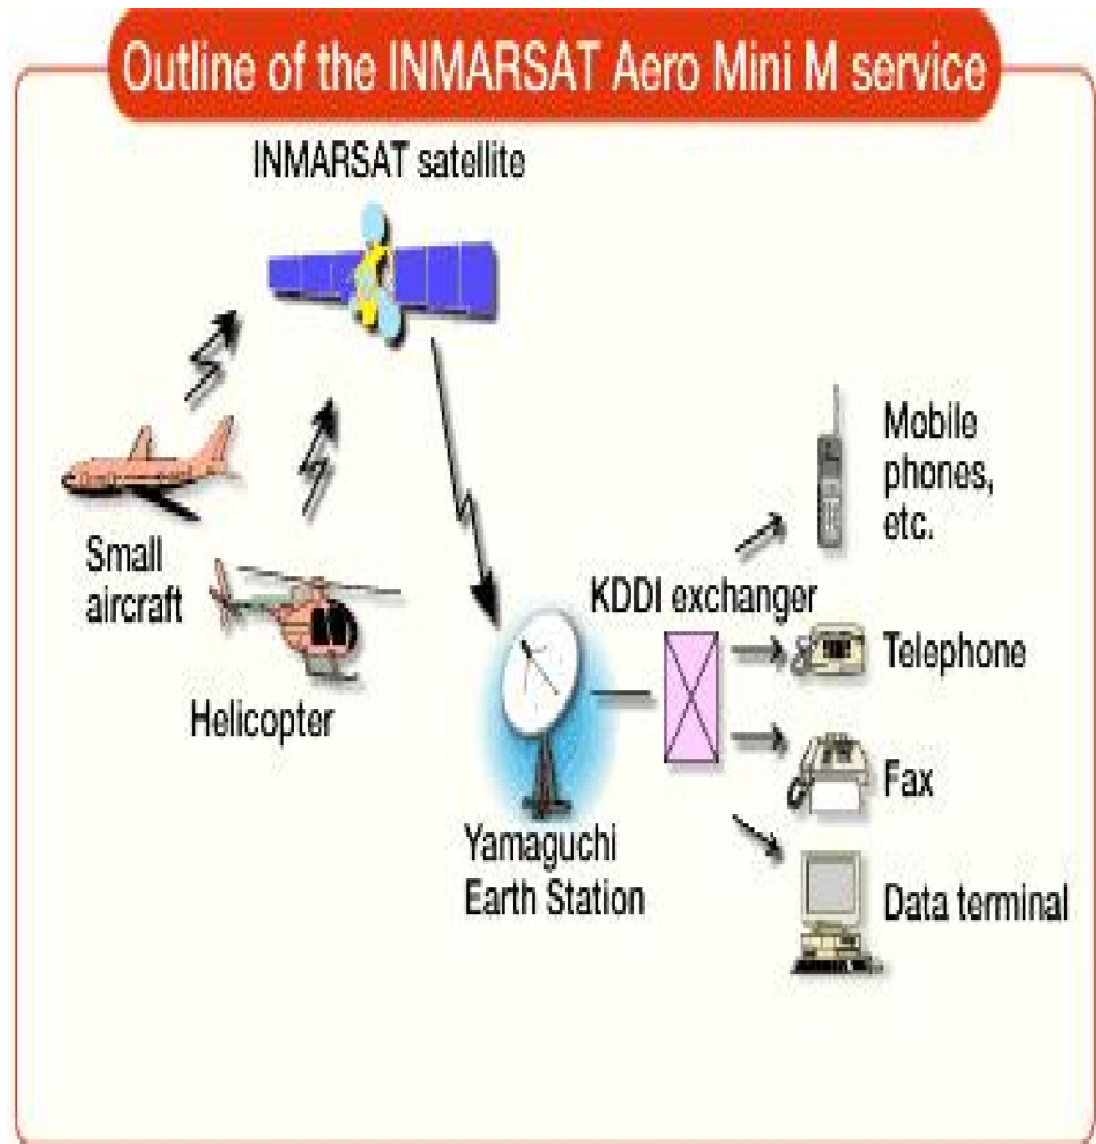 Outline of the INMARSAT Aero Mini M service
INMARSAT satellite
Mobile
phones,
etc.
Small
aircraft
KDDI exchanger
Telephone
Helicopter
Fax
Yamaguchi
Earth Station
Data terminal